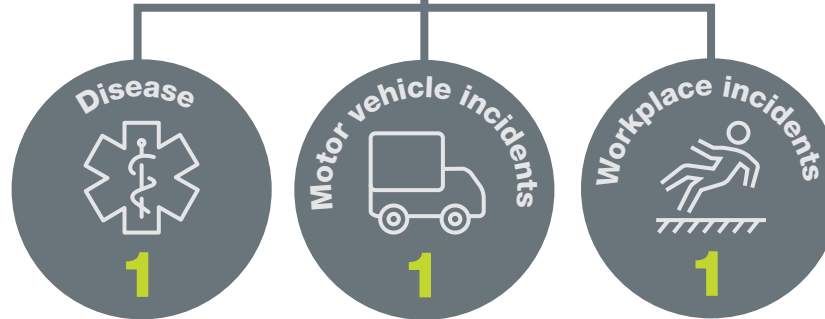 Disease
1
Motor vehicle incidents
1
Workplace incidents
1